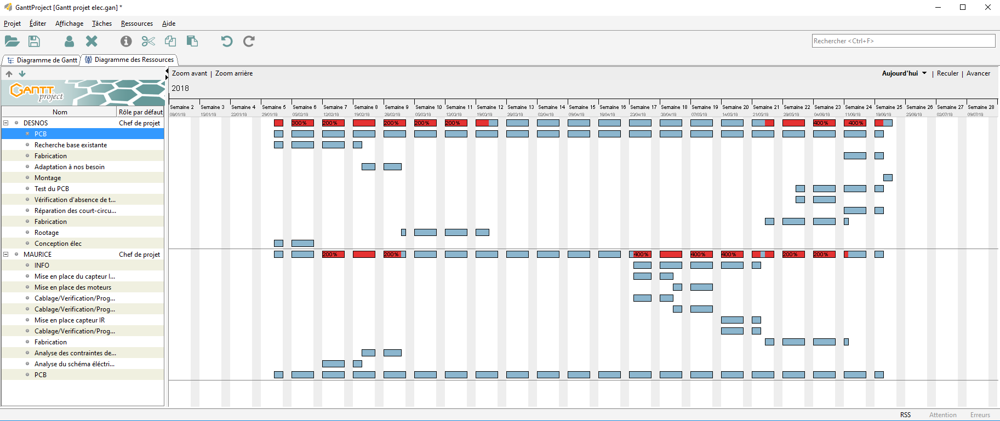 GanttProject [Gantt projet elec.gan] *
Projet Éditer Affichage Tâches Ressources Aide
Rechercher <Ctrl+F>
Diagramme de Gantt Diagramme des Ressources
Zoom avant | Zoom arrière Aujourd'hui | Reculer | Avancer
GANTT project
2018
Nom Rôle par défaut
Semaine 2 Semaine 3 Semaine 4 Semaine 5 Semaine 6 Semaine 7 Semaine 8 Semaine 9 Semaine 10 Semaine 11 Semaine 12 Semaine 13 Semaine 14 Semaine 15 Semaine 16 Semaine 17 Semaine 18 Semaine 19 Semaine 20 Semaine 21 Semaine 22 Semaine 23 Semaine 24 Semaine 25 Semaine 26 Semaine 27 Semaine 28
08/01/18 15/01/18 22/01/18 29/01/18 05/02/18 12/02/18 19/02/18 26/02/18 05/03/18 12/03/18 19/03/18 26/03/18 02/04/18 09/04/18 16/04/18 23/04/18 30/04/18 07/05/18 14/05/18 21/05/18 28/05/18 04/06/18 11/06/18 18/06/18 25/06/18 02/07/18 09/07/18
DESNOS Chef de projet 300% 200% 200% 200% 200% 400% 400%
PCB
Recherche base existante
Fabrication
Adaptation à nos besoin
Montage
Test du PCB
Vérification d'absence de t...
Réparation des court-circu...
Fabrication
Rootage
Conception élec
MAURICE Chef de projet 200% 200% 400% 400% 400% 200% 200%
INFO
Mise en place du capteur I...
Mise en place des moteurs
Cablage/Verification/Prog...
Cablage/Verification/Prog...
Mise en place capteur IR
Cablage/Verification/Prog...
Fabrication
Analyse des contraintes de...
Analyse du schéma éléctri...
PCB
RSS Attention Erreurs